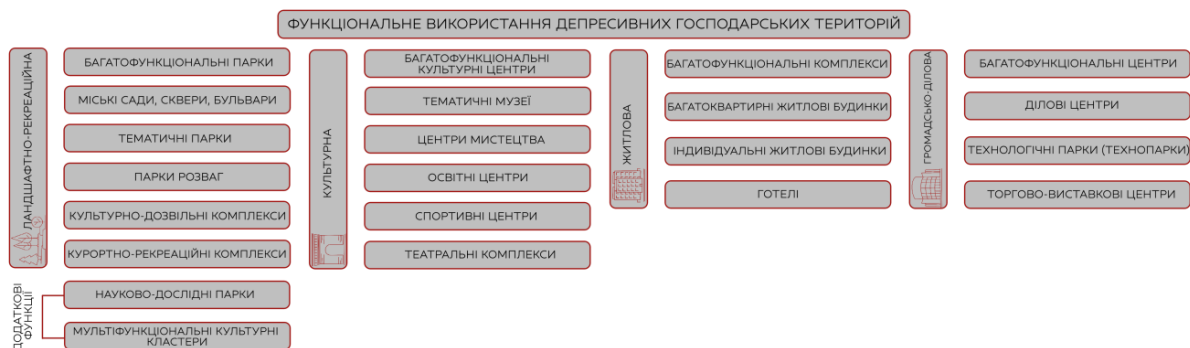 ФУНКЦІОНАЛЬНЕ ВИКОРИСТАННЯ ДЕПРЕСИВНИХ ГОСПОДАРСЬКИХ ТЕРИТОРІЙ
ЛАНДШАФТНО-РЕКРЕАЦІЙНА
БАГАТОФУНКЦІОНАЛЬНІ ПАРКИ
МІСЬКІ САДИ, СКВЕРИ, БУЛЬВАРИ
ТЕМАТИЧНІ ПАРКИ
ПАРКИ РОЗВАГ
КУЛЬТУРНО-ДОЗВІЛЬНІ КОМПЛЕКСИ
КУРОРТНО-РЕКРЕАЦІЙНІ КОМПЛЕКСИ
ДОДАТКОВІ
ФУНКЦІЇ
НАУКОВО-ДОСЛІДНІ ПАРКИ
МУЛЬТІФУНКЦІОНАЛЬНІ КУЛЬТУРНІ
КЛАСТЕРИ
КУЛЬТУРНА
БАГАТОФУНКЦІОНАЛЬНІ
КУЛЬТУРНІ ЦЕНТРИ
ТЕМАТИЧНІ МУЗЕЇ
ЦЕНТРИ МИСТЕЦТВА
ОСВІТНІ ЦЕНТРИ
СПОРТИВНІ ЦЕНТРИ
ТЕАТРАЛЬНІ КОМПЛЕКСИ
ЖИТЛОВА
БАГАТОФУНКЦІОНАЛЬНІ КОМПЛЕКСИ
БАГАТОКВАРТИРНІ ЖИТЛОВІ БУДИНКИ
ІНДИВІДУАЛЬНІ ЖИТЛОВІ БУДИНКИ
ГОТЕЛІ
ГРОМАДСЬКО-ДІЛОВА
БАГАТОФУНКЦІОНАЛЬНІ ЦЕНТРИ
ДІЛОВІ ЦЕНТРИ
ТЕХНОЛОГІЧНІ ПАРКИ (ТЕХНОПАРКИ)
ТОРГОВО-ВИСТАВКОВІ ЦЕНТРИ